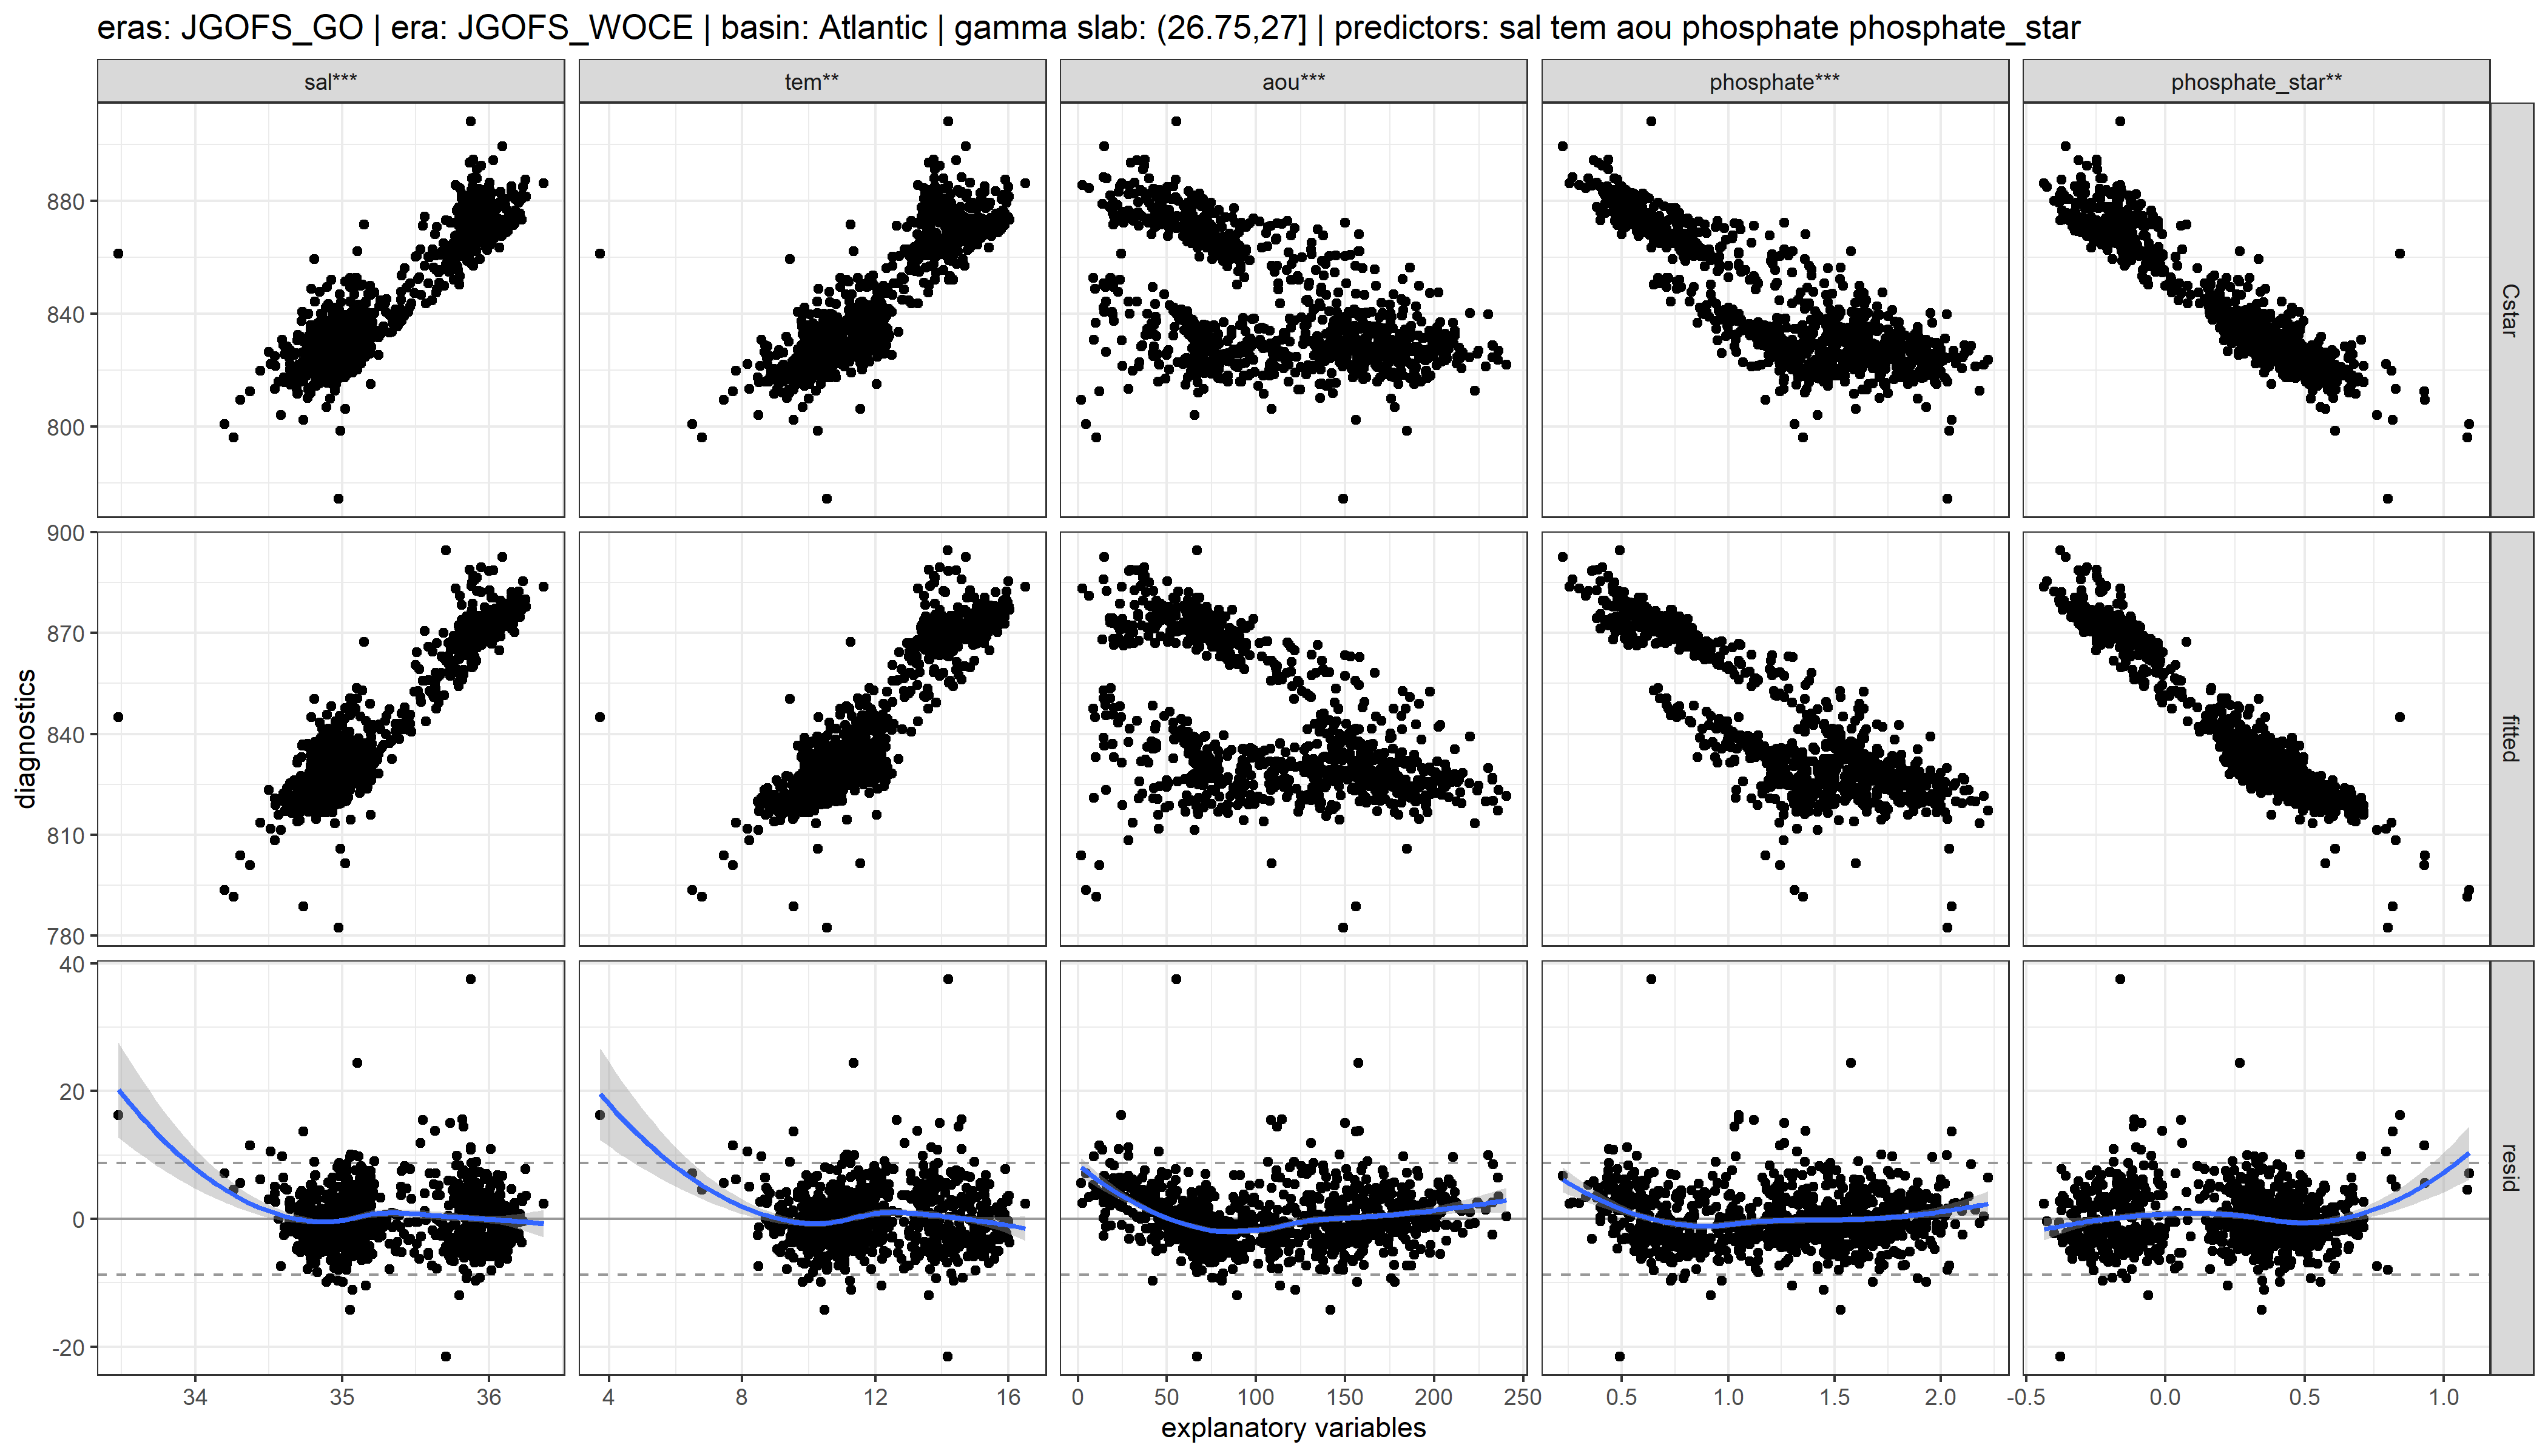 eras: JGOFS_GO | era: JGOFS_WOCE | basin: Atlantic | gamma slab: (26.75,27] | predictors: sal tem aou phosphate phosphate_star
sal*** tem** aou*** phosphate*** phosphate_star**
880
840
800
Cstar
900
870
840
810
780
fitted
diagnostics
40
20
0
-20
resid
34 35 36 4 8 12 16 0 50 100 150 200 250 0.5 1.0 1.5 2.0 -0.5 0.0 0.5 1.0
explanatory variables